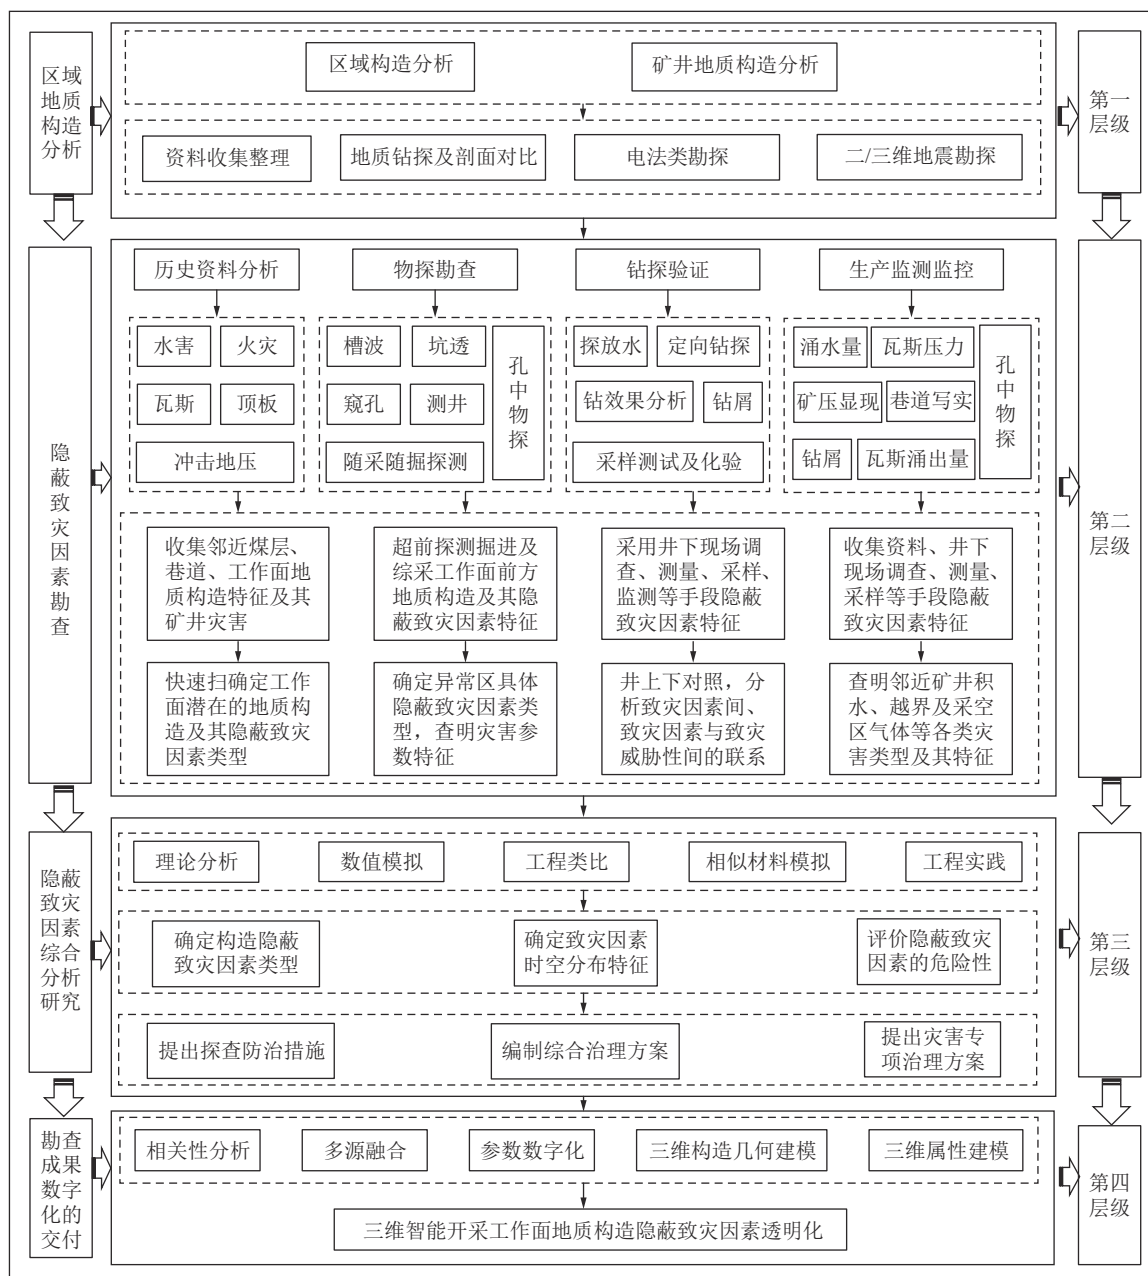 区域
地质
构造
分析
区域构造分析
矿井地质构造分析
资料收集整理
地质钻探及剖面对比
电法类勘探
二/三维地震勘探
第一
层级
隐
蔽
致
灾
因
素
勘
查
历史资料分析
物探勘查
钻探验证
生产监测监控
水害
火灾
瓦斯
顶板
冲击地压
槽波
坑透
窥孔
测井
随采随掘探测
孔
中
物
探
探放水
定向钻探
钻效果分析
钻屑
采样测试及化验
涌水量
瓦斯压力
矿压显现
巷道写实
钻屑
瓦斯涌出量
孔
中
物
探
收集邻近煤层、
巷道、工作面地
质构造特征及其
矿井灾害
超前探测掘进及
综采工作面前方
地质构造及其隐
蔽致灾因素特征
采用井下现场调
查、测量、采样、
监测等手段隐蔽
致灾因素特征
收集资料、井下
现场调查、测量、
采样等手段隐蔽
致灾因素特征
快速扫确定工作
面潜在的地质构
造及其隐蔽致灾
因素类型
确定异常区具体
隐蔽致灾因素类
型，查明灾害参
数特征
井上下对照，分
析致灾因素间、
致灾因素与致灾
威胁性间的联系
查明邻近矿井积
水、越界及采空
区气体等各类灾
害类型及其特征
第二
层级
隐蔽
致灾
因素
综合
分析
研究
理论分析
数值模拟
工程类比
相似材料模拟
工程实践
确定构造隐蔽
致灾因素类型
确定致灾因素
时空分布特征
评价隐蔽致灾
因素的危险性
提出探查防治措施
编制综合治理方案
提出灾害专
项治理方案
第三
层级
勘查
成果
数字
化的
交付
相关性分析
多源融合
参数数字化
三维构造几何建模
三维属性建模
三维智能开采工作面地质构造隐蔽致灾因素透明化
第四
层级